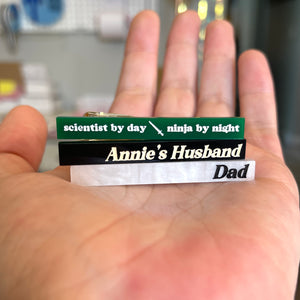 scientist by day ninja by night
Annie's Husband
Dad